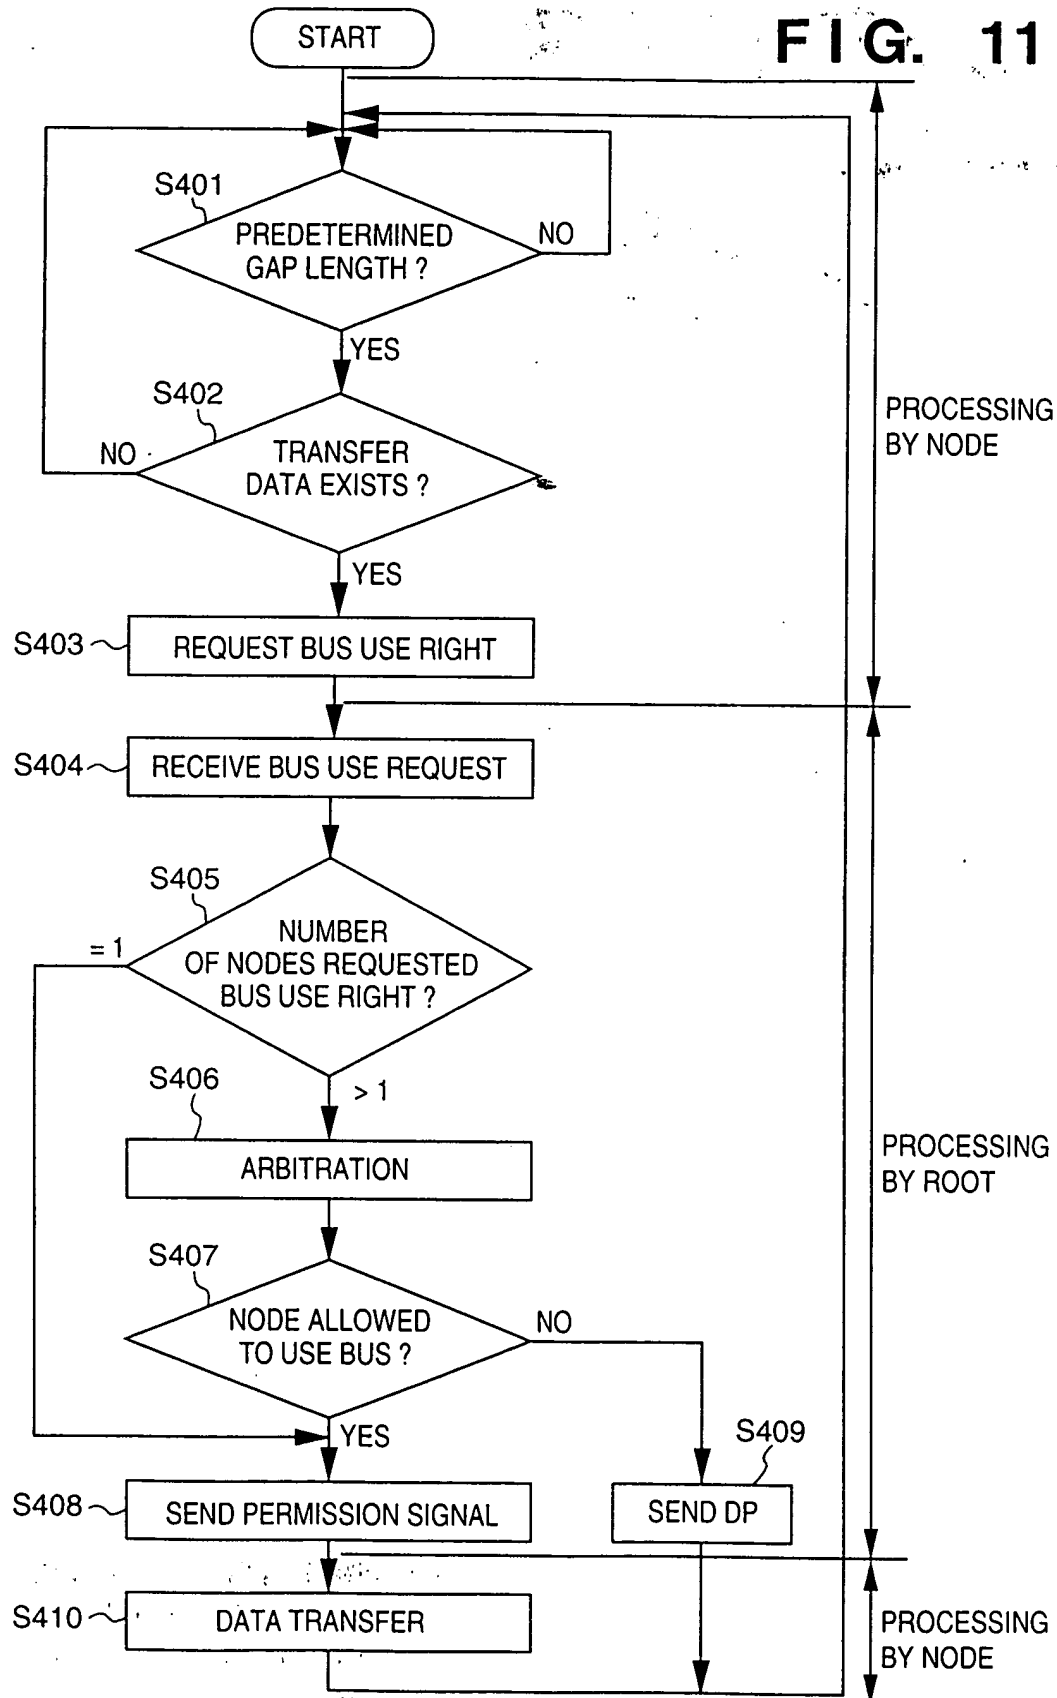 FIG. 11
START
S401
PREDETERMINED
GAP LENGTH ?
NO
YES
S402
TRANSFER
DATA EXISTS ?
NO
YES
PROCESSING
BY NODE
S403
REQUEST BUS USE RIGHT
S404
RECEIVE BUS USE REQUEST
S405
NUMBER
OF NODES REQUESTED
BUS USE RIGHT ?
= 1
> 1
S406
ARBITRATION
PROCESSING
BY ROOT
S407
NODE ALLOWED
TO USE BUS ?
NO
YES
S408
SEND PERMISSION SIGNAL
S409
SEND DP
S410
DATA TRANSFER
PROCESSING
BY NODE